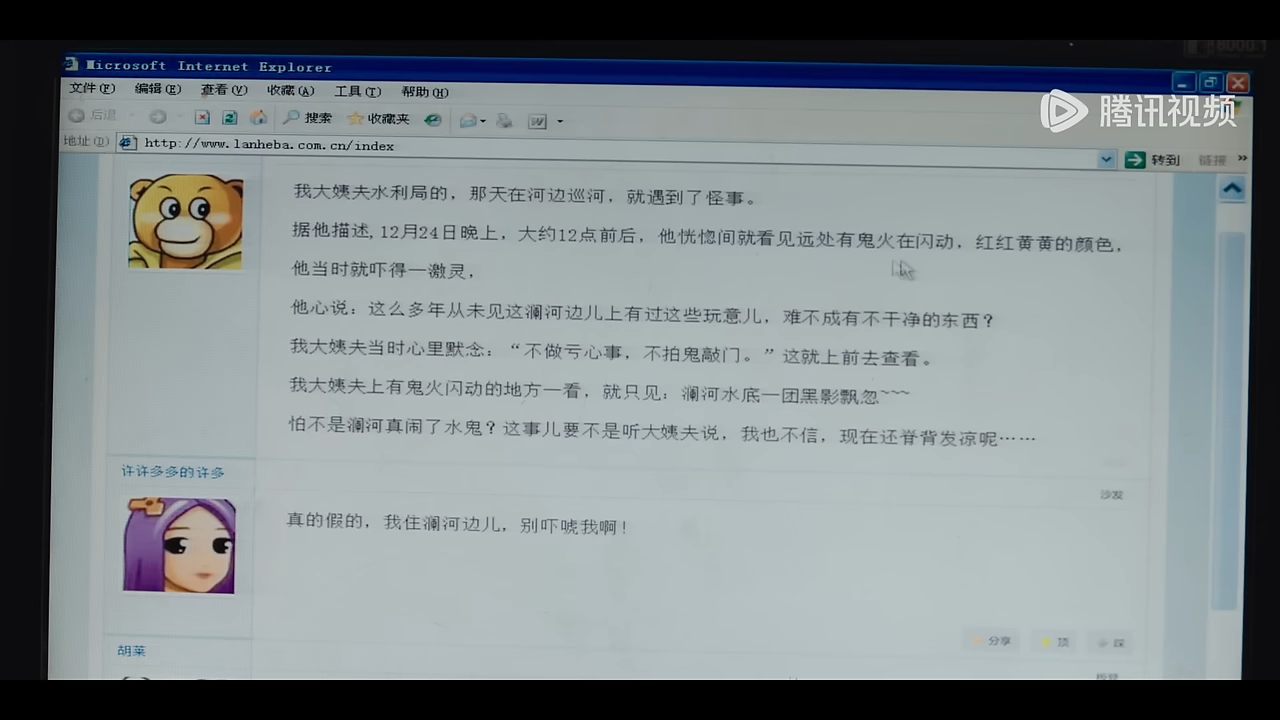 8000.1
Microsoft Internet Explorer
腾讯视频
文件(F) 编辑(E) 查看(V) 收藏(A) 工具(T) 帮助(H)
后退 搜索 收藏夹
地址(D) http://www.lanheba.com.cn/index 转到 链接 »
我大姨夫水利局的，那天在河边巡河，就遇到了怪事。
据他描述,12月24日晚上，大约12点前后，他恍惚间就看见远处有鬼火在闪动，红红黄黄的颜色，
他当时就吓得一激灵，
他心说：这么多年从未见这澜河边儿上有过这些玩意儿，难不成有不干净的东西？
我大姨夫当时心里默念：“不做亏心事，不拍鬼敲门。”这就上前去查看。
我大姨夫上有鬼火闪动的地方一看，就只见：澜河水底一团黑影飘忽~~~
怕不是澜河真闹了水鬼？这事儿要不是听大姨夫说，我也不信，现在还脊背发凉呢……
许许多多的许多
沙发
真的假的，我住澜河边儿，别吓唬我啊！
分享 顶 踩
胡莱
板凳